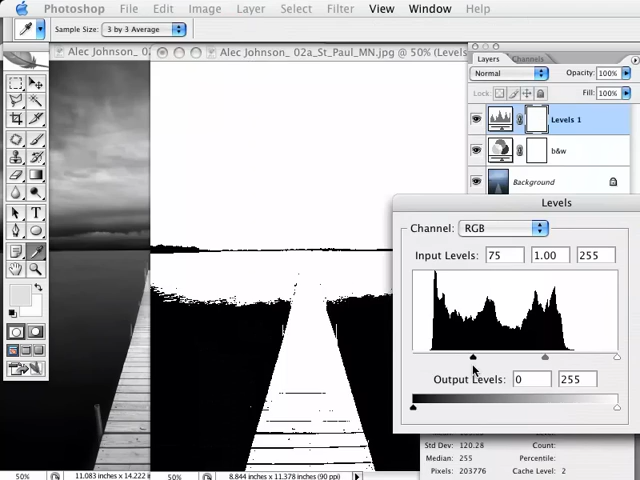 Photoshop File Edit Image Layer Select Filter View Window Help
Sample Size: 3 by 3 Average
Alec Johnson_ 02
Alec Johnson_ 02a_St_Paul_MN.jpg @ 50% (Levels
Layers Channels
Normal Opacity: 100%
Lock: Fill: 100%
Levels 1
b&w
Background
Levels
Channel: RGB
Input Levels: 75 1.00 255
Output Levels: 0 255
Std Dev: 120.28 Count:
Median: 255 Percentile:
Pixels: 203776 Cache Level: 2
50% 11.083 inches x 14.222 i
50% 8.844 inches x 11.378 inches (90 ppi)